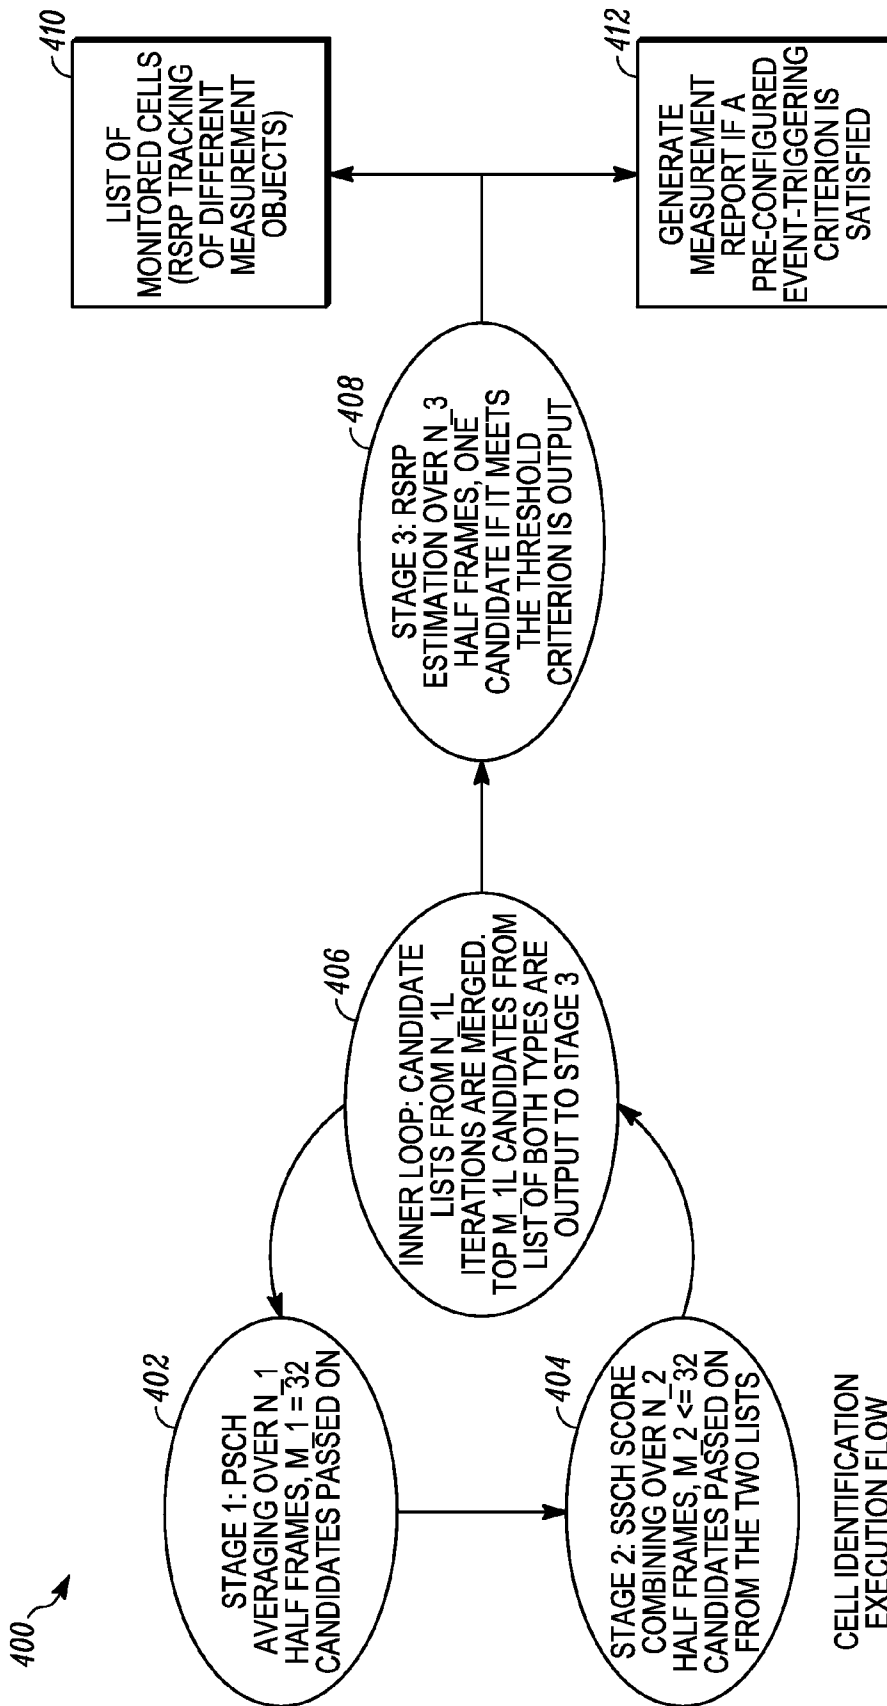 400
402
STAGE 1: PSCH
AVERAGING OVER N_1
HALF FRAMES, M_1 = 32
CANDIDATES PASSED ON
404
STAGE 2: SSCH SCORE
COMBINING OVER N_2
HALF FRAMES, M_2 <= 32
CANDIDATES PASSED ON
FROM THE TWO LISTS
406
INNER LOOP: CANDIDATE
LISTS FROM N_1L
ITERATIONS ARE MERGED.
TOP M_1L CANDIDATES FROM
LIST OF BOTH TYPES ARE
OUTPUT TO STAGE 3
408
STAGE 3: RSRP
ESTIMATION OVER N_3
HALF FRAMES, ONE
CANDIDATE IF IT MEETS
THE THRESHOLD
CRITERION IS OUTPUT
410
LIST OF
MONITORED CELLS
(RSRP TRACKING
OF DIFFERENT
MEASUREMENT
OBJECTS)
412
GENERATE
MEASUREMENT
REPORT IF A
PRE-CONFIGURED
EVENT-TRIGGERING
CRITERION IS
SATISFIED
CELL IDENTIFICATION
EXECUTION FLOW